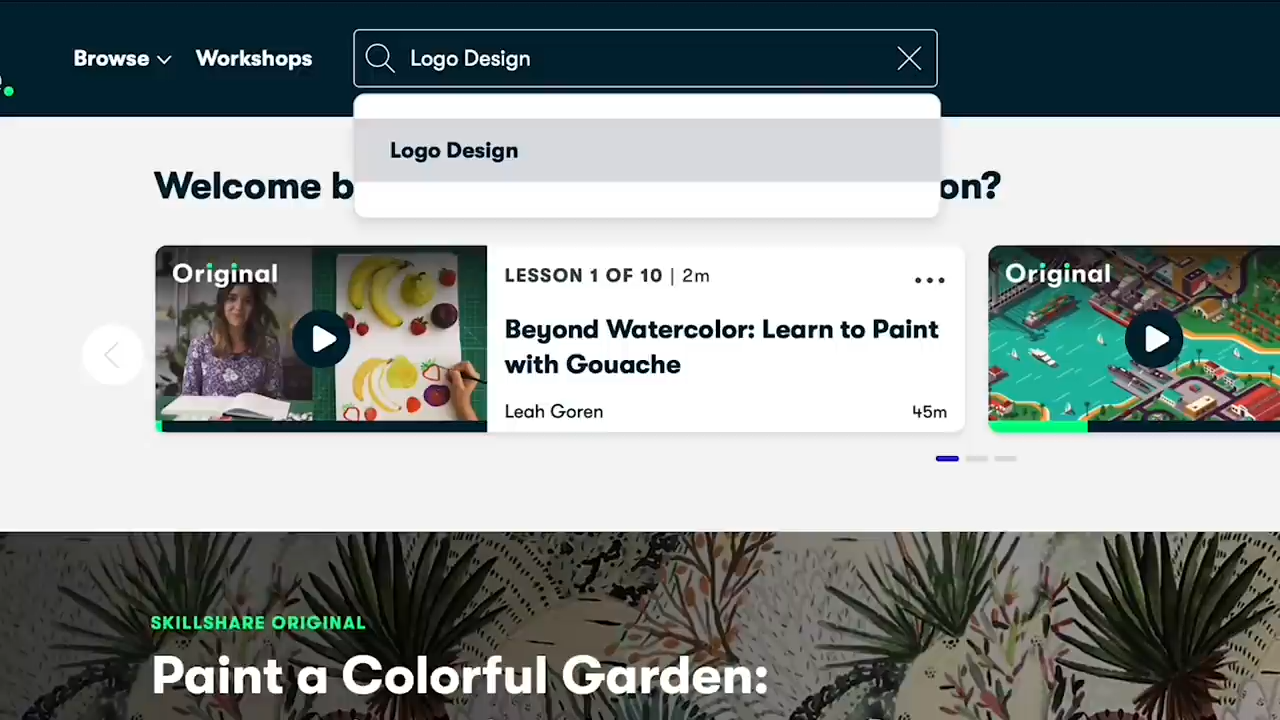 Browse
Workshops
Logo Design
Logo Design
Welcome b
on?
Original
LESSON 1 OF 10 | 2m
Beyond Watercolor: Learn to Paint
with Gouache
Leah Goren
45m
Original
SKILLSHARE ORIGINAL
Paint a Colorful Garden: